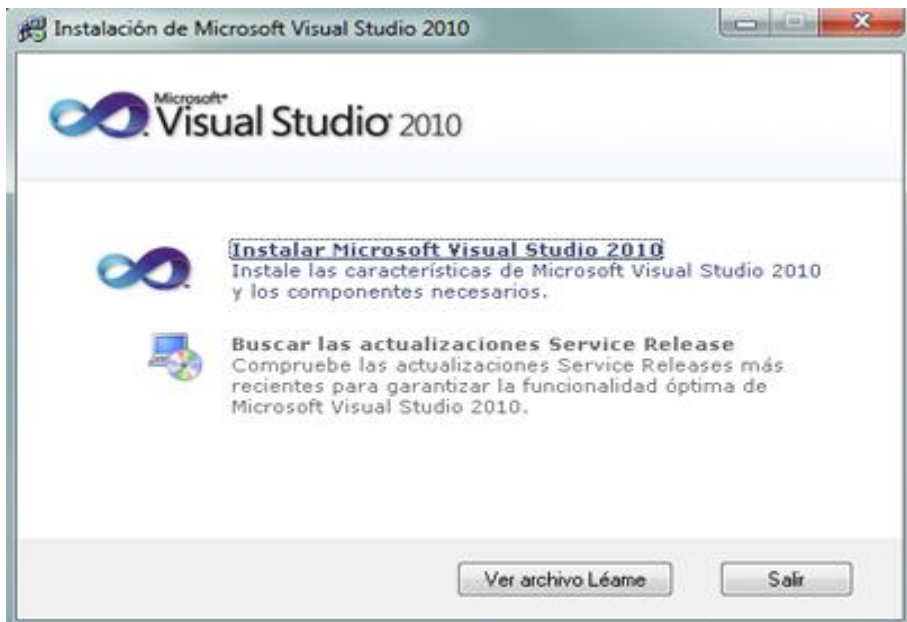 Instalación de Microsoft Visual Studio 2010
Microsoft®
Visual Studio® 2010
Instalar Microsoft Visual Studio 2010
Instale las características de Microsoft Visual Studio 2010
y los componentes necesarios.
Buscar las actualizaciones Service Release
Compruebe las actualizaciones Service Releases más
recientes para garantizar la funcionalidad óptima de
Microsoft Visual Studio 2010.
Ver archivo Léame
Salir